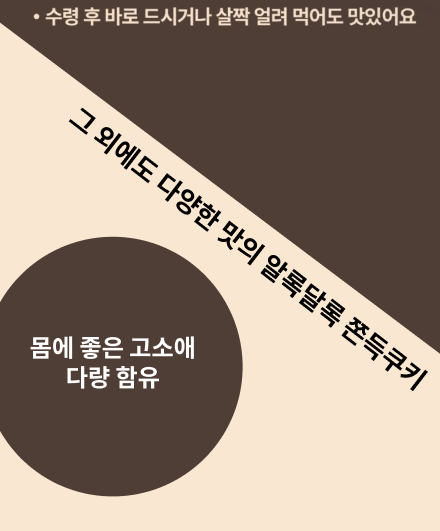 • 수령 후 바로 드시거나 살짝 얼려 먹어도 맛있어요
그 외에도 다양한 맛의 알록달록 쫀득쿠키
몸에 좋은 고소애
다량 함유